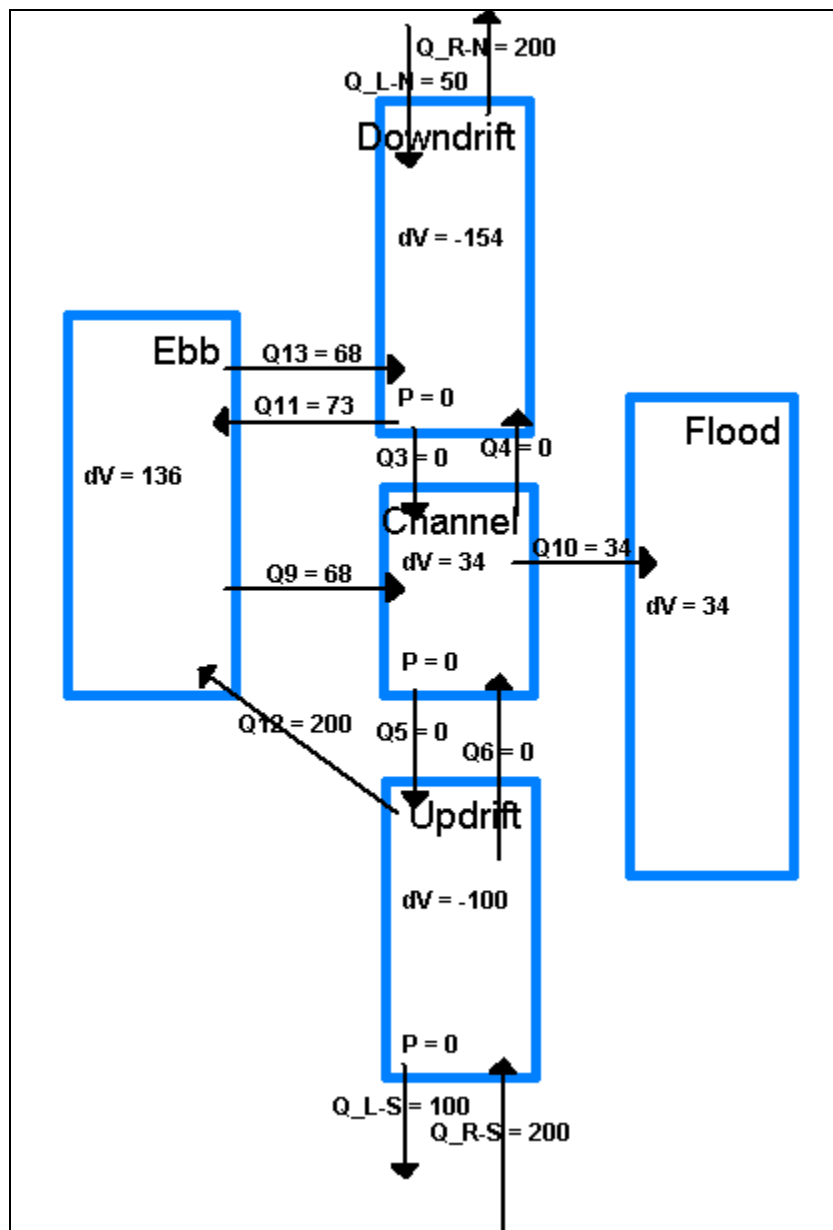 Q_R-N = 200
Q_L-N = 50
Downdrift
dV = -154
Ebb
Q13 = 68
Q11 = 73
P = 0
Flood
Q3 = 0
Q4 = 0
dV = 136
Channel
dV = 34
Q10 = 34
Q9 = 68
dV = 34
P = 0
Q12 = 200
Q5 = 0
Q6 = 0
Updrift
dV = -100
P = 0
Q_L-S = 100
Q_R-S = 200